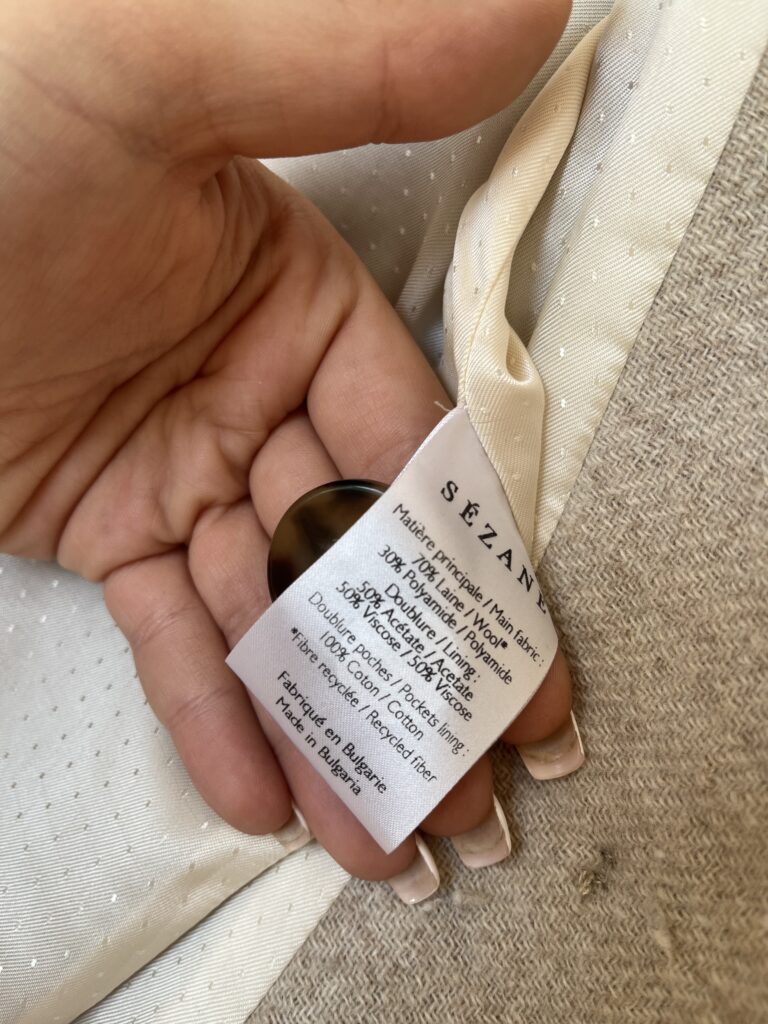 SÉZANE
Matière principale / Main fabric :
70% Laine / Wool*
30% Polyamide / Polyamide
Doublure / Lining :
50% Acétate / Acetate
50% Viscose / 50% Viscose
Doublure poches / Pockets lining :
100% Coton / Cotton
*Fibre recyclée / Recycled fiber
Fabriqué en Bulgarie
Made in Bulgaria